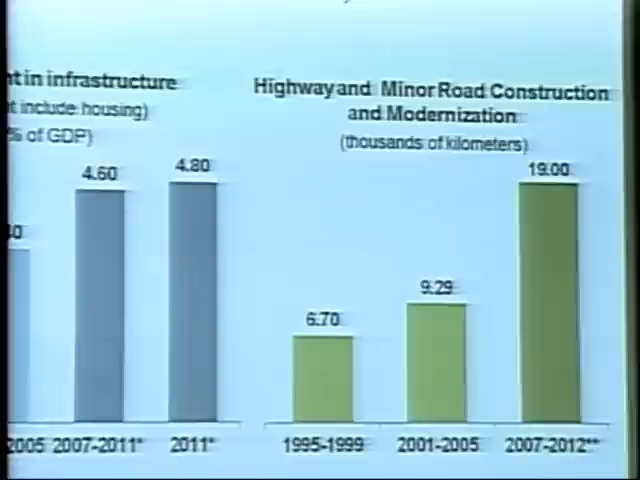 nt in infrastructure
t include housing)
% of GDP)
4.60
4.80
2005 2007-2011* 2011*
Highway and Minor Road Construction
and Modernization
(thousands of kilometers)
19.00
9.29
6.70
1995-1999 2001-2005 2007-2012**